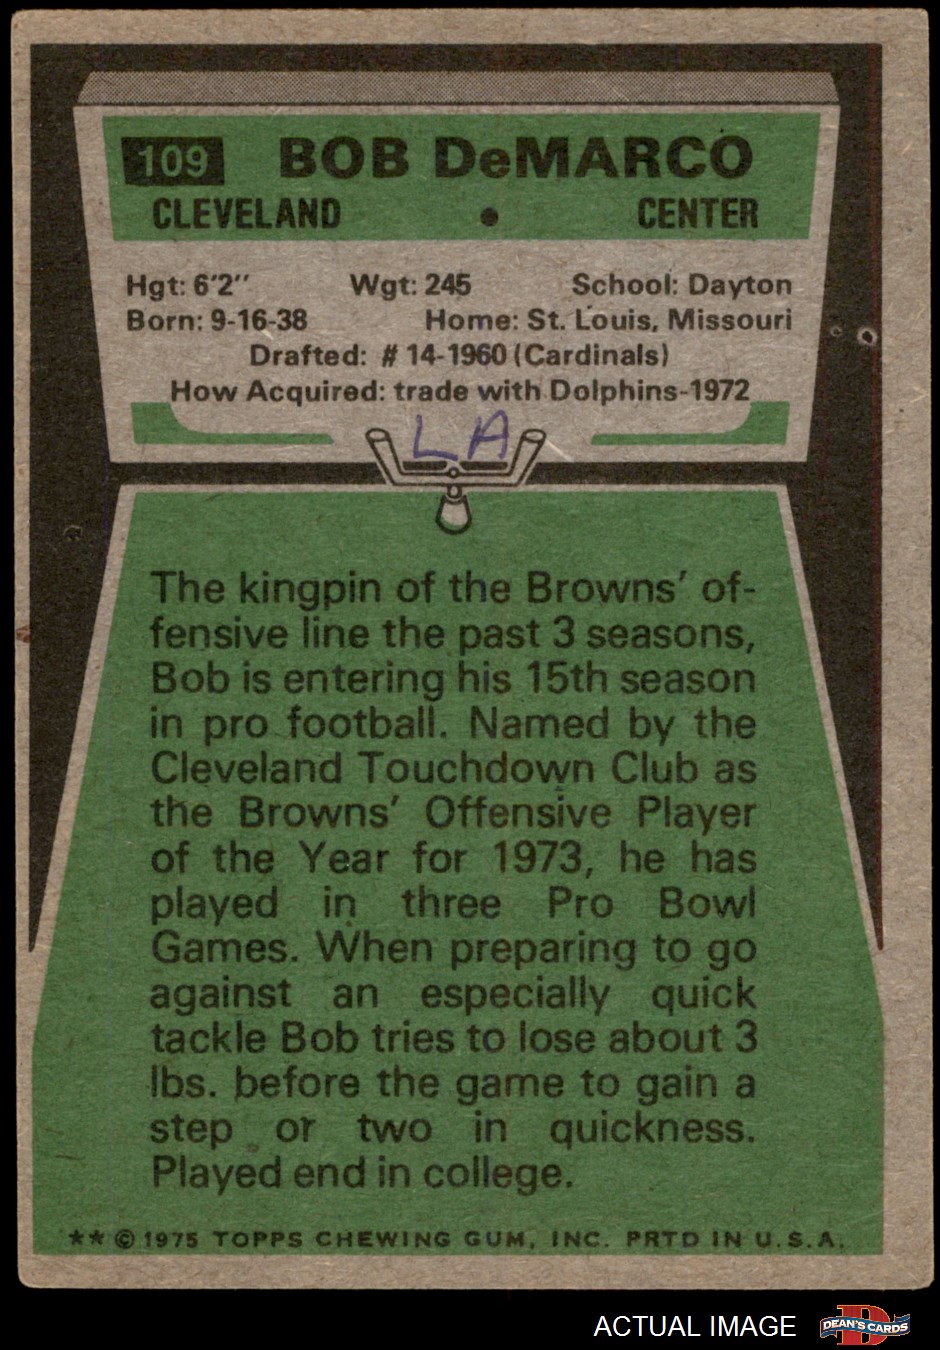 109 BOB DeMARCO
CLEVELAND • CENTER
Hgt: 6'2" Wgt: 245 School: Dayton
Born: 9-16-38 Home: St. Louis, Missouri
Drafted: # 14-1960 (Cardinals)
How Acquired: trade with Dolphins-1972
LA
The kingpin of the Browns' of-
fensive line the past 3 seasons,
Bob is entering his 15th season
in pro football. Named by the
Cleveland Touchdown Club as
the Browns' Offensive Player
of the Year for 1973, he has
played in three Pro Bowl
Games. When preparing to go
against an especially quick
tackle Bob tries to lose about 3
lbs. before the game to gain a
step or two in quickness.
Played end in college.
** © 1975 TOPPS CHEWING GUM, INC. PRTD IN U.S.A.
ACTUAL IMAGE
DEAN'S CARDS